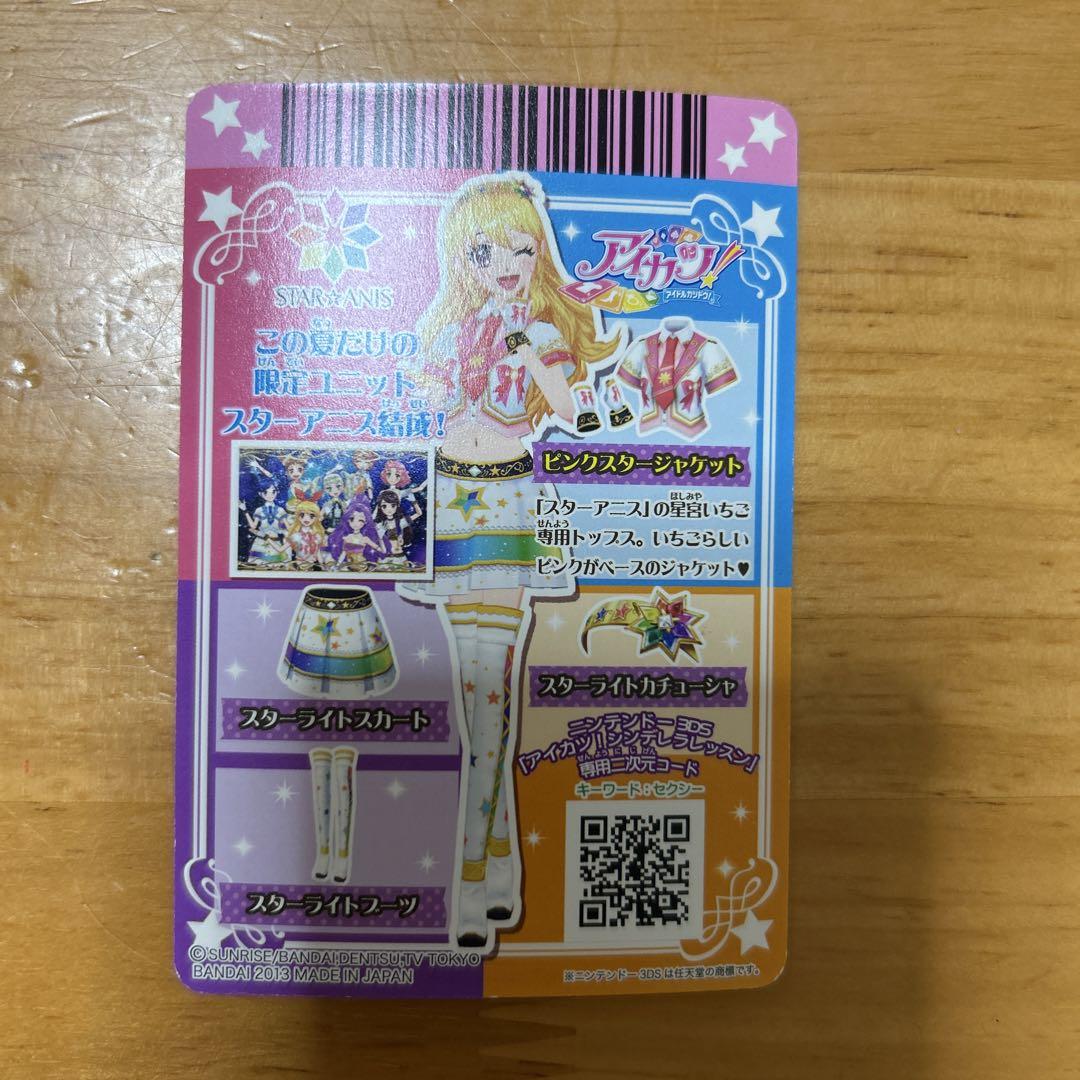 STAR☆ANIS
アイカツ!
アイドルカツドウ!
この夏だけの
限定ユニット
スターアニス結成!
ピンクスタージャケット
「スターアニス」の星宮いちご
専用トップス。いちごらしい
ピンクがベースのジャケット♥
スターライトスカート
スターライトカチューシャ
ニンテンドー3DS
「アイカツ!シンデレラレッスン」
専用二次元コード
キーワード:セクシー
スターライトブーツ
©SUNRISE/BANDAI,DENTSU,TV TOKYO
BANDAI 2013 MADE IN JAPAN
※ニンテンドー3DSは任天堂の商標です。